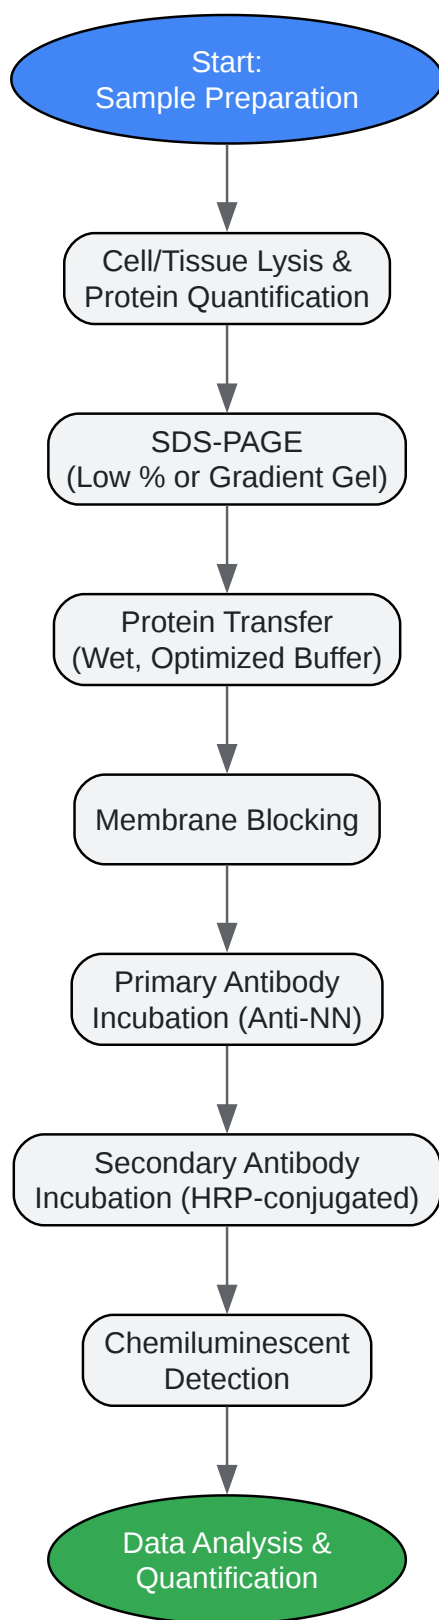 Start:
Sample Preparation
Cell/Tissue Lysis &
Protein Quantification
SDS-PAGE
(Low % or Gradient Gel)
Protein Transfer
(Wet, Optimized Buffer)
Membrane Blocking
Primary Antibody
Incubation (Anti-NN)
Secondary Antibody
Incubation (HRP-conjugated)
Chemiluminescent
Detection
Data Analysis &
Quantification